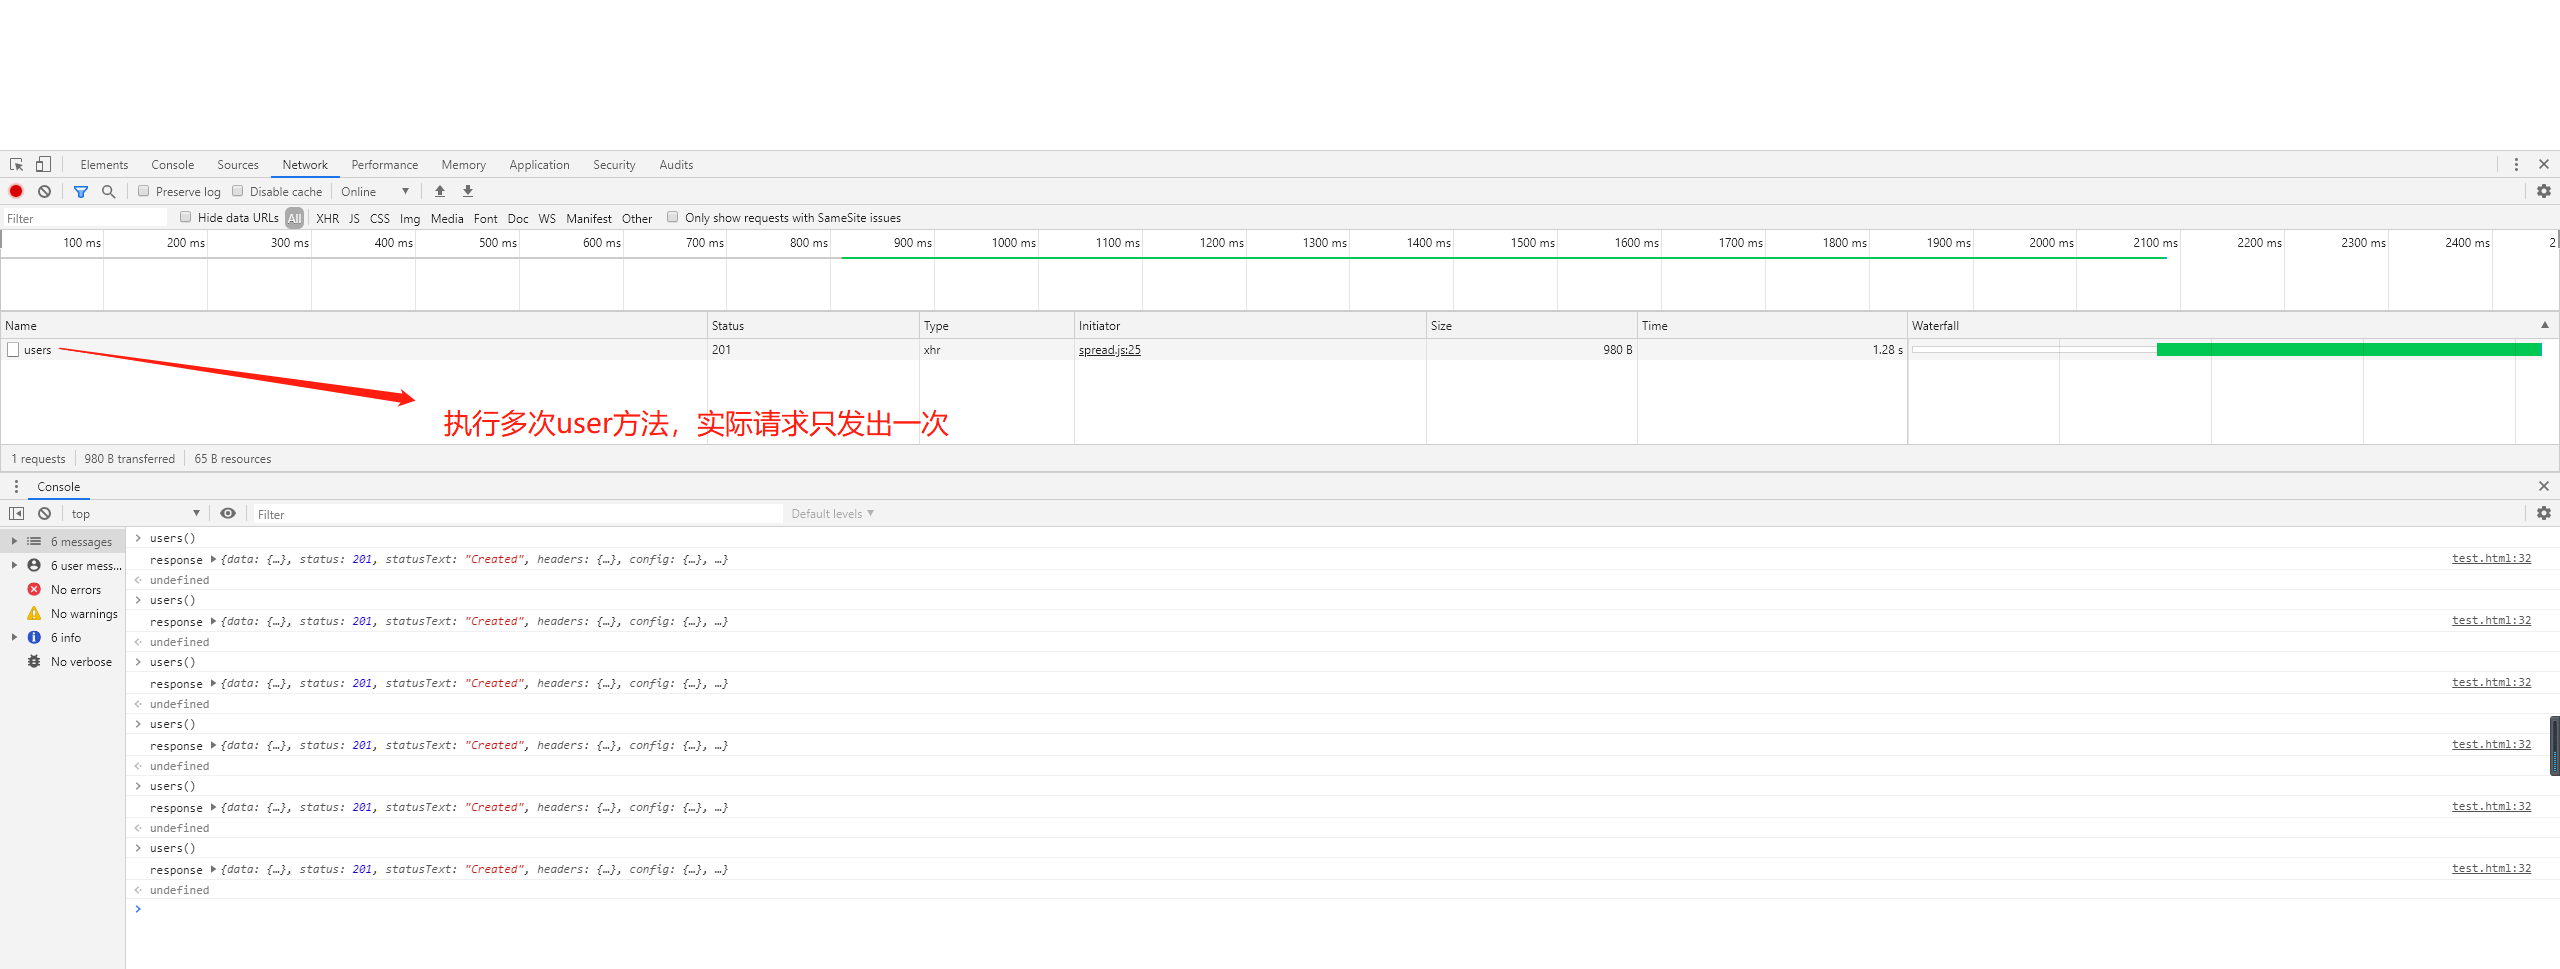 Elements Console Sources Network Performance Memory Application Security Audits
Preserve log Disable cache Online
Filter Hide data URLs All XHR JS CSS Img Media Font Doc WS Manifest Other Only show requests with SameSite issues
100 ms 200 ms 300 ms 400 ms 500 ms 600 ms 700 ms 800 ms 900 ms 1000 ms 1100 ms 1200 ms 1300 ms 1400 ms 1500 ms 1600 ms 1700 ms 1800 ms 1900 ms 2000 ms 2100 ms 2200 ms 2300 ms 2400 ms 2
Name Status Type Initiator Size Time Waterfall
users 201 xhr spread.js:25 980 B 1.28 s
执行多次user方法，实际请求只发出一次
1 requests 980 B transferred 65 B resources
Console
top Filter Default levels
6 messages
6 user mess...
No errors
No warnings
6 info
No verbose
users()
response {data: {…}, status: 201, statusText: "Created", headers: {…}, config: {…}, …} test.html:32
undefined
users()
response {data: {…}, status: 201, statusText: "Created", headers: {…}, config: {…}, …} test.html:32
undefined
users()
response {data: {…}, status: 201, statusText: "Created", headers: {…}, config: {…}, …} test.html:32
undefined
users()
response {data: {…}, status: 201, statusText: "Created", headers: {…}, config: {…}, …} test.html:32
undefined
users()
response {data: {…}, status: 201, statusText: "Created", headers: {…}, config: {…}, …} test.html:32
undefined
users()
response {data: {…}, status: 201, statusText: "Created", headers: {…}, config: {…}, …} test.html:32
undefined